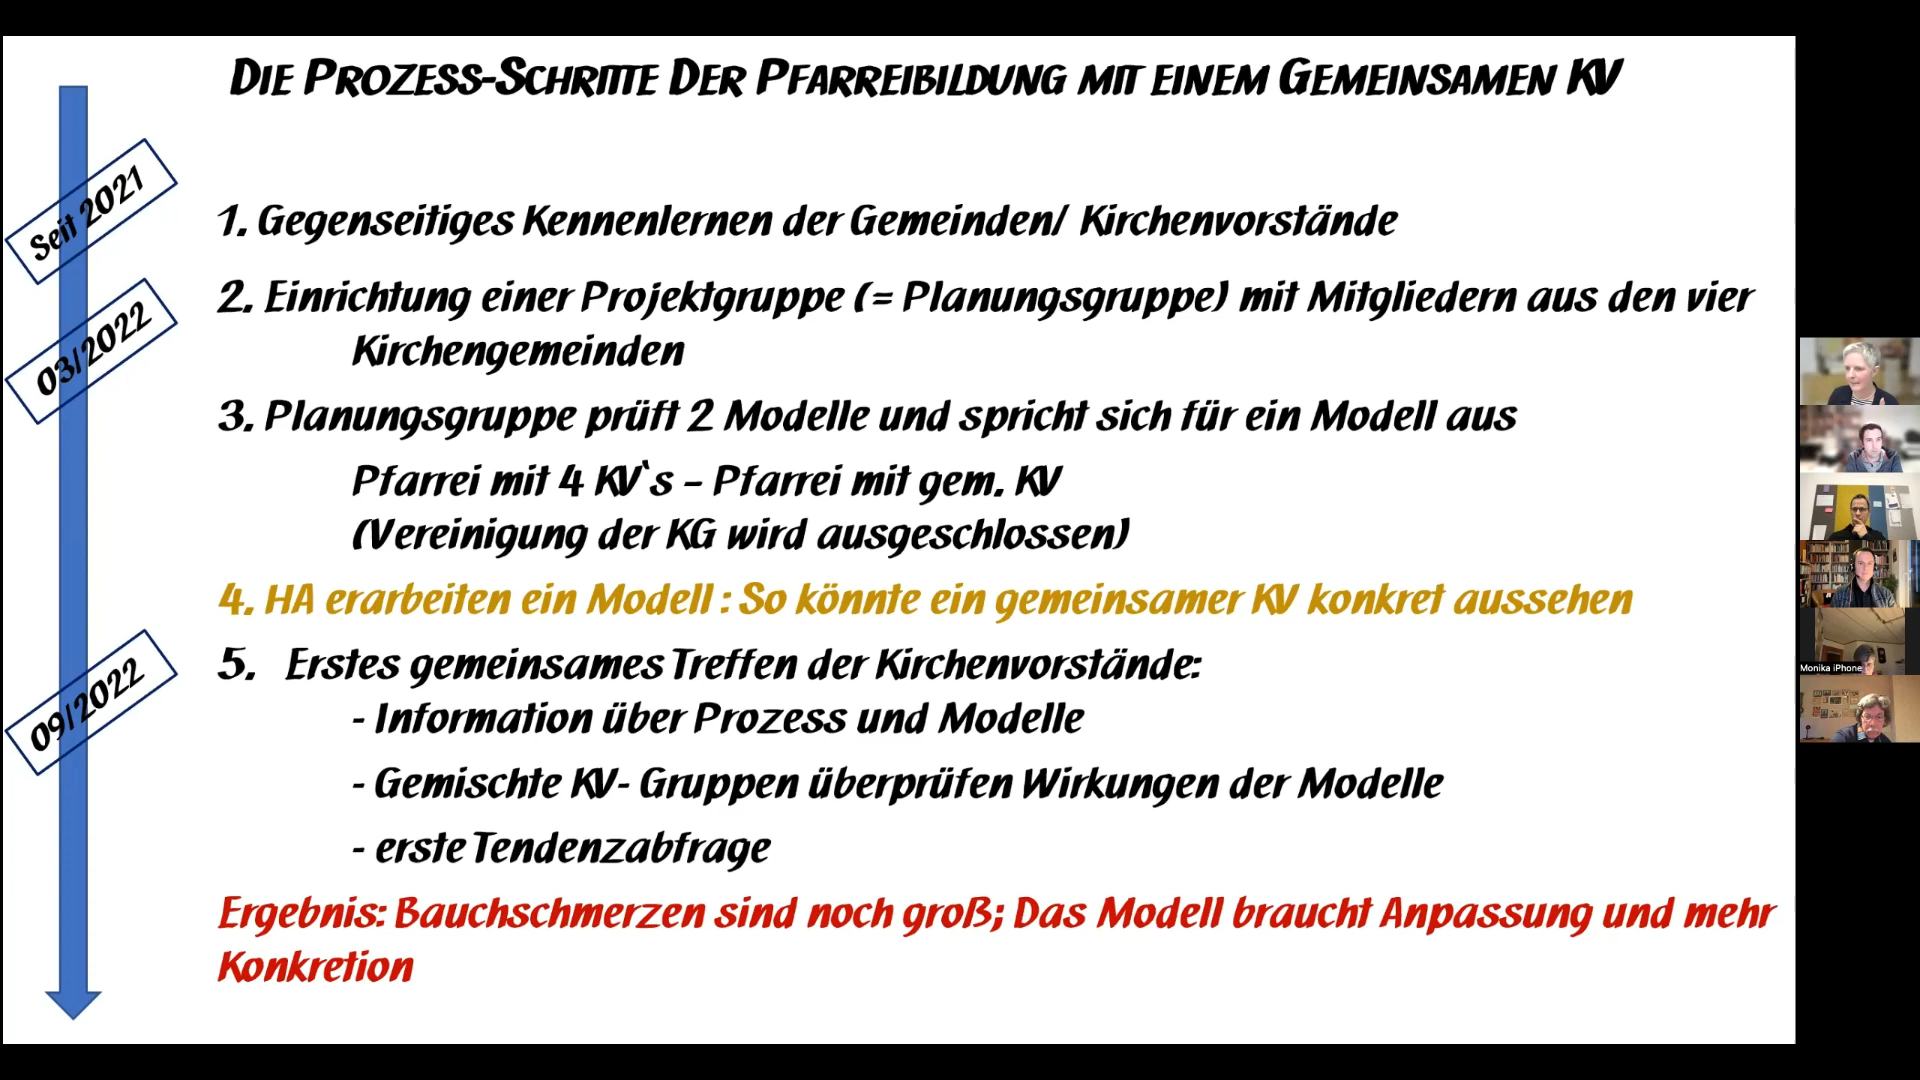 Die Prozess-Schritte Der Pfarreibildung mit einem Gemeinsamen KV
Seit 2021
1. Gegenseitiges Kennenlernen der Gemeinden/ Kirchenvorstände
03/2022
2. Einrichtung einer Projektgruppe (= Planungsgruppe) mit Mitgliedern aus den vier
Kirchengemeinden
3. Planungsgruppe prüft 2 Modelle und spricht sich für ein Modell aus
Pfarrei mit 4 KV`s – Pfarrei mit gem. KV
(Vereinigung der KG wird ausgeschlossen)
4. HA erarbeiten ein Modell : So könnte ein gemeinsamer KV konkret aussehen
09/2022
5. Erstes gemeinsames Treffen der Kirchenvorstände:
- Information über Prozess und Modelle
- Gemischte KV- Gruppen überprüfen Wirkungen der Modelle
- erste Tendenzabfrage
Ergebnis: Bauchschmerzen sind noch groß; Das Modell braucht Anpassung und mehr
Konkretion
Monika iPhone